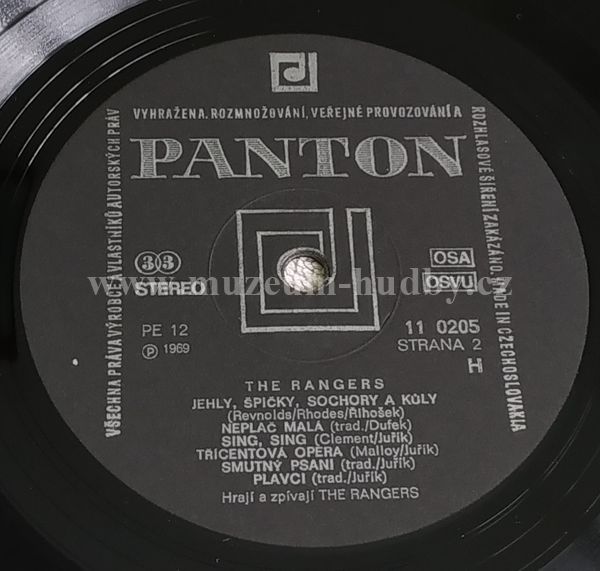 VŠECHNA PRÁVA VÝROBCE A VLASTNÍKŮ AUTORSKÝCH PRÁV
VYHRAŽENA. ROZMNOŽOVÁNÍ, VEŘEJNÉ PROVOZOVÁNÍ A
ROZHLASOVÉ ŠÍŘENÍ ZAKÁZÁNO. MADE IN CZECHOSLOVAKIA
PANTON
33
STEREO
OSA
OSVU
www.muzeum-hudby.cz
PE 12
Ⓟ 1969
11 0205
STRANA 2
H
THE RANGERS
JEHLY, ŠPIČKY, SOCHORY A KŮLY
(Reynolds/Rhodes/Řihošek)
NEPLAČ MALÁ (trad./Dufek)
SING, SING (Clement/Juřík)
TŘICENTOVÁ OPERA (Malloy/Juřík)
SMUTNÝ PSANÍ (trad./Juřík)
PLAVCI (trad./Juřík)
Hrají a zpívají THE RANGERS